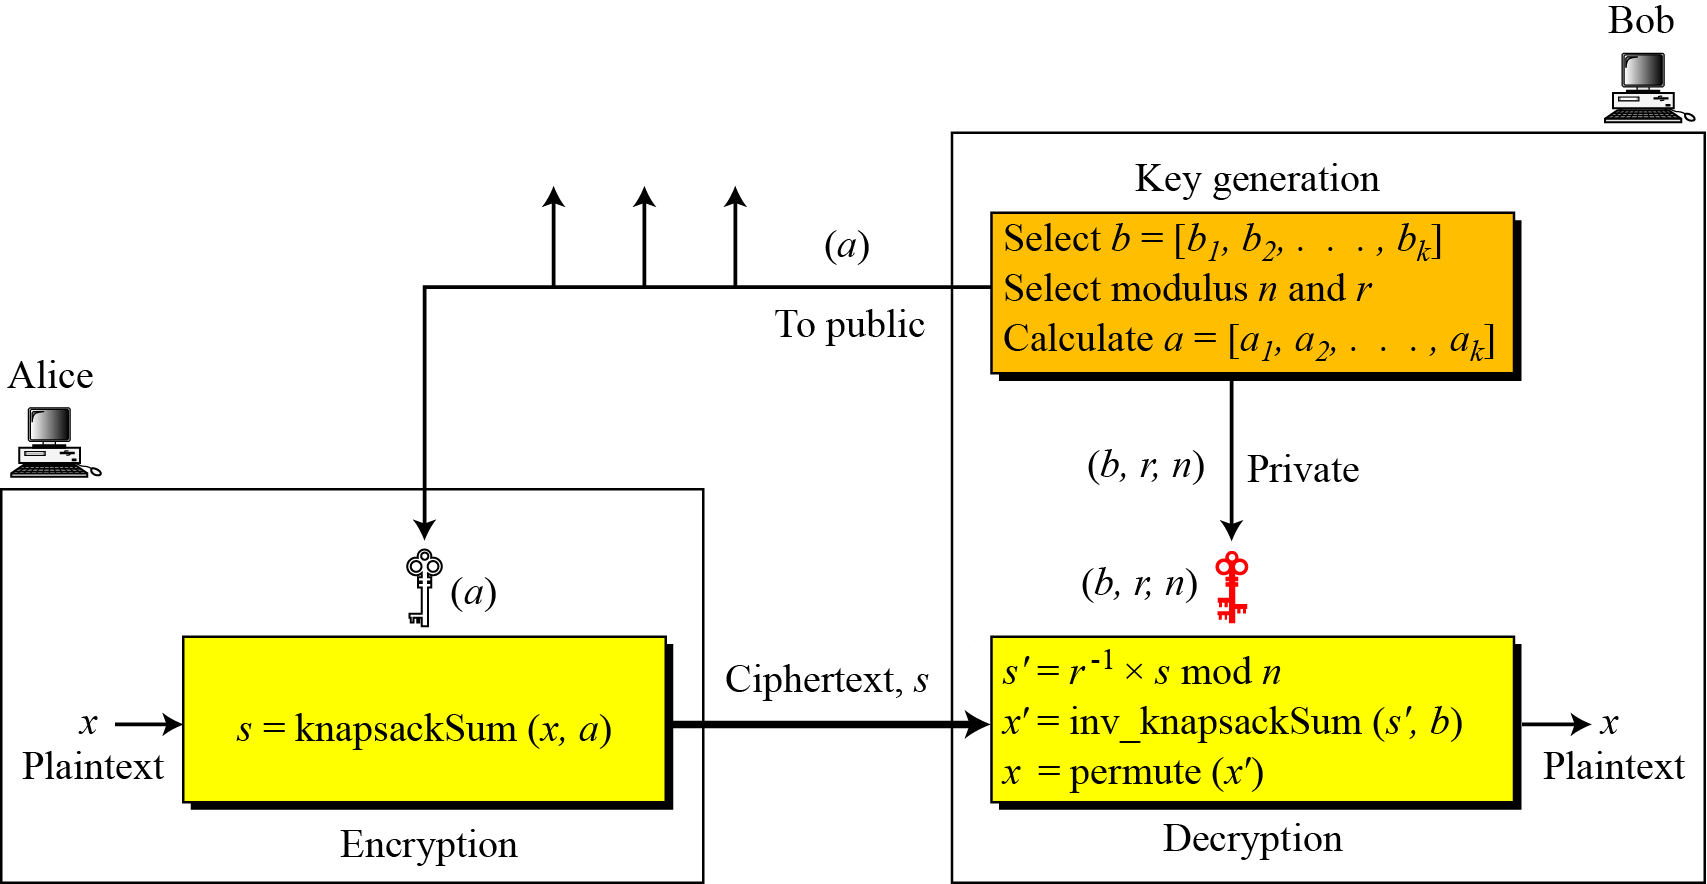 Bob
Key generation
Select b = [b₁, b₂, . . . , bₖ]
Select modulus n and r
Calculate a = [a₁, a₂, . . . , aₖ]
(a)
To public
Alice
(b, r, n) Private
(a)
(b, r, n)
x
Plaintext
s = knapsackSum (x, a)
Encryption
Ciphertext, s
s′ = r⁻¹ × s mod n
x′ = inv_knapsackSum (s′, b)
x = permute (x′)
Decryption
x
Plaintext